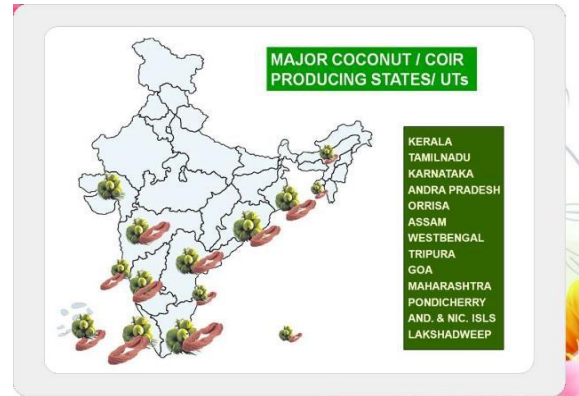 MAJOR COCONUT / COIR
PRODUCING STATES/ UTs
KERALA
TAMILNADU
KARNATAKA
ANDRA PRADESH
ORRISA
ASSAM
WESTBENGAL
TRIPURA
GOA
MAHARASHTRA
PONDICHERRY
AND. & NIC. ISLS
LAKSHADWEEP